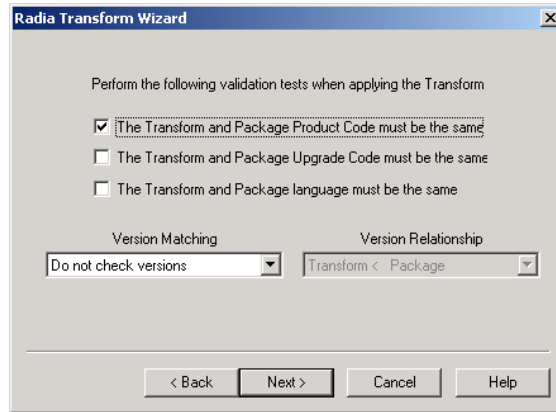 Radia Transform Wizard
Perform the following validation tests when applying the Transform
The Transform and Package Product Code must be the same
The Transform and Package Upgrade Code must be the same
The Transform and Package language must be the same
Version Matching
Version Relationship
Do not check versions
Transform < Package
< Back
Next >
Cancel
Help